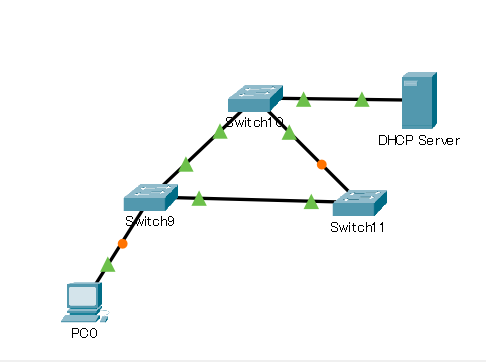 Switch10
DHCP Server
Switch9
Switch11
PC0